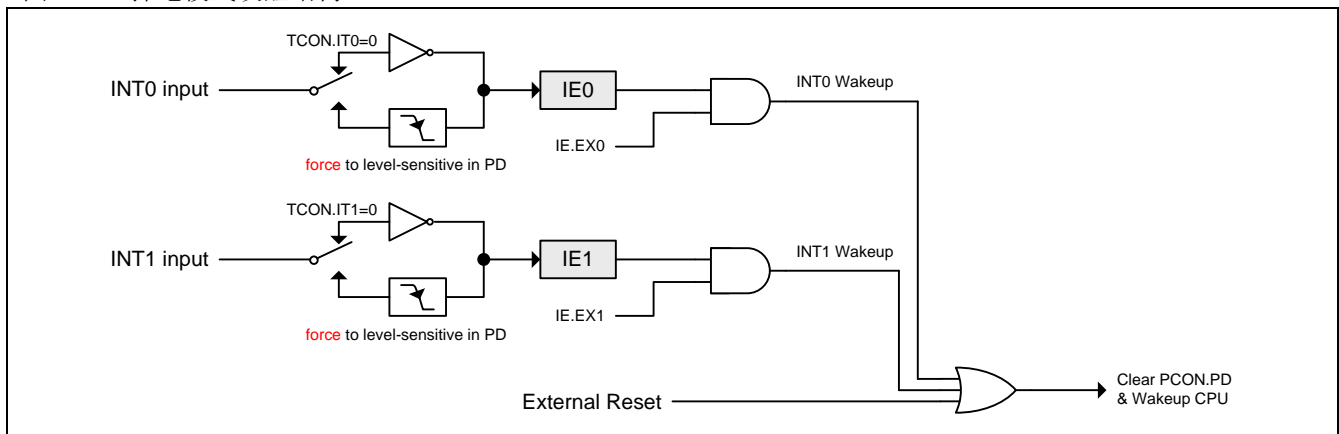 TCON.IT0=0
INT0 input
IE0
INT0 Wakeup
IE.EX0
force to level-sensitive in PD
TCON.IT1=0
INT1 input
IE1
INT1 Wakeup
IE.EX1
force to level-sensitive in PD
External Reset
Clear PCON.PD
& Wakeup CPU